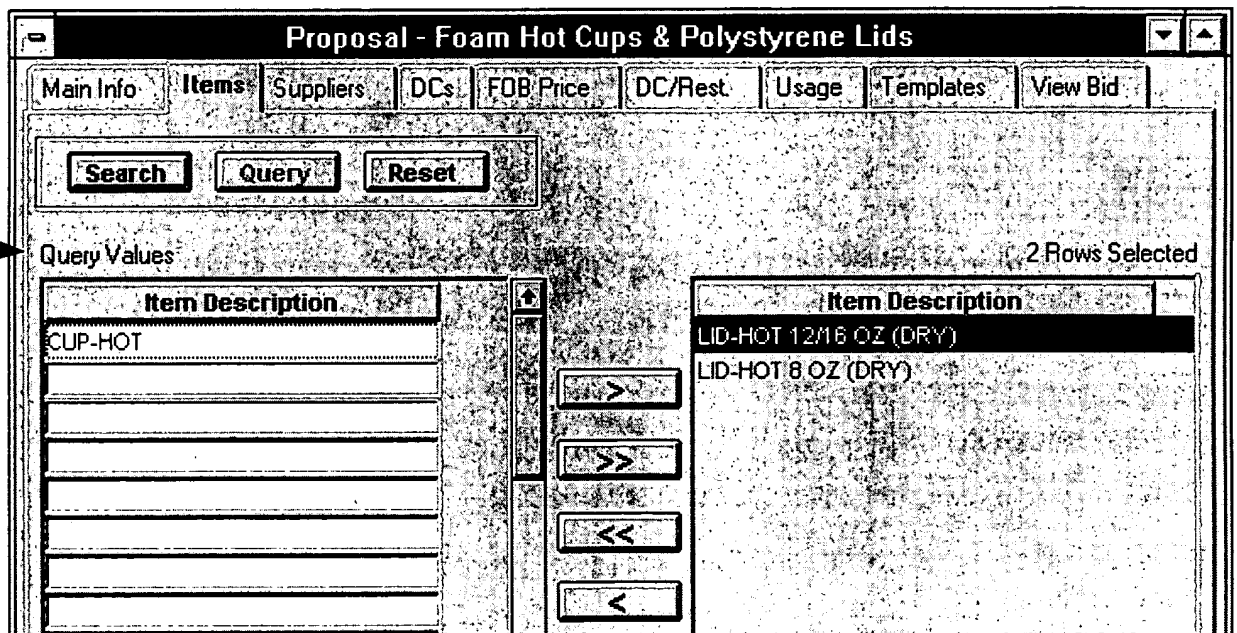 Proposal - Foam Hot Cups & Polystyrene Lids
Main Info Items Suppliers DCs FOB Price DC/Rest. Usage Templates View Bid
Search Query Reset
Query Values 2 Rows Selected
Item Description Item Description
CUP-HOT LID-HOT 12/16 OZ (DRY)
LID-HOT 8 OZ (DRY)
>
>>
<<
<